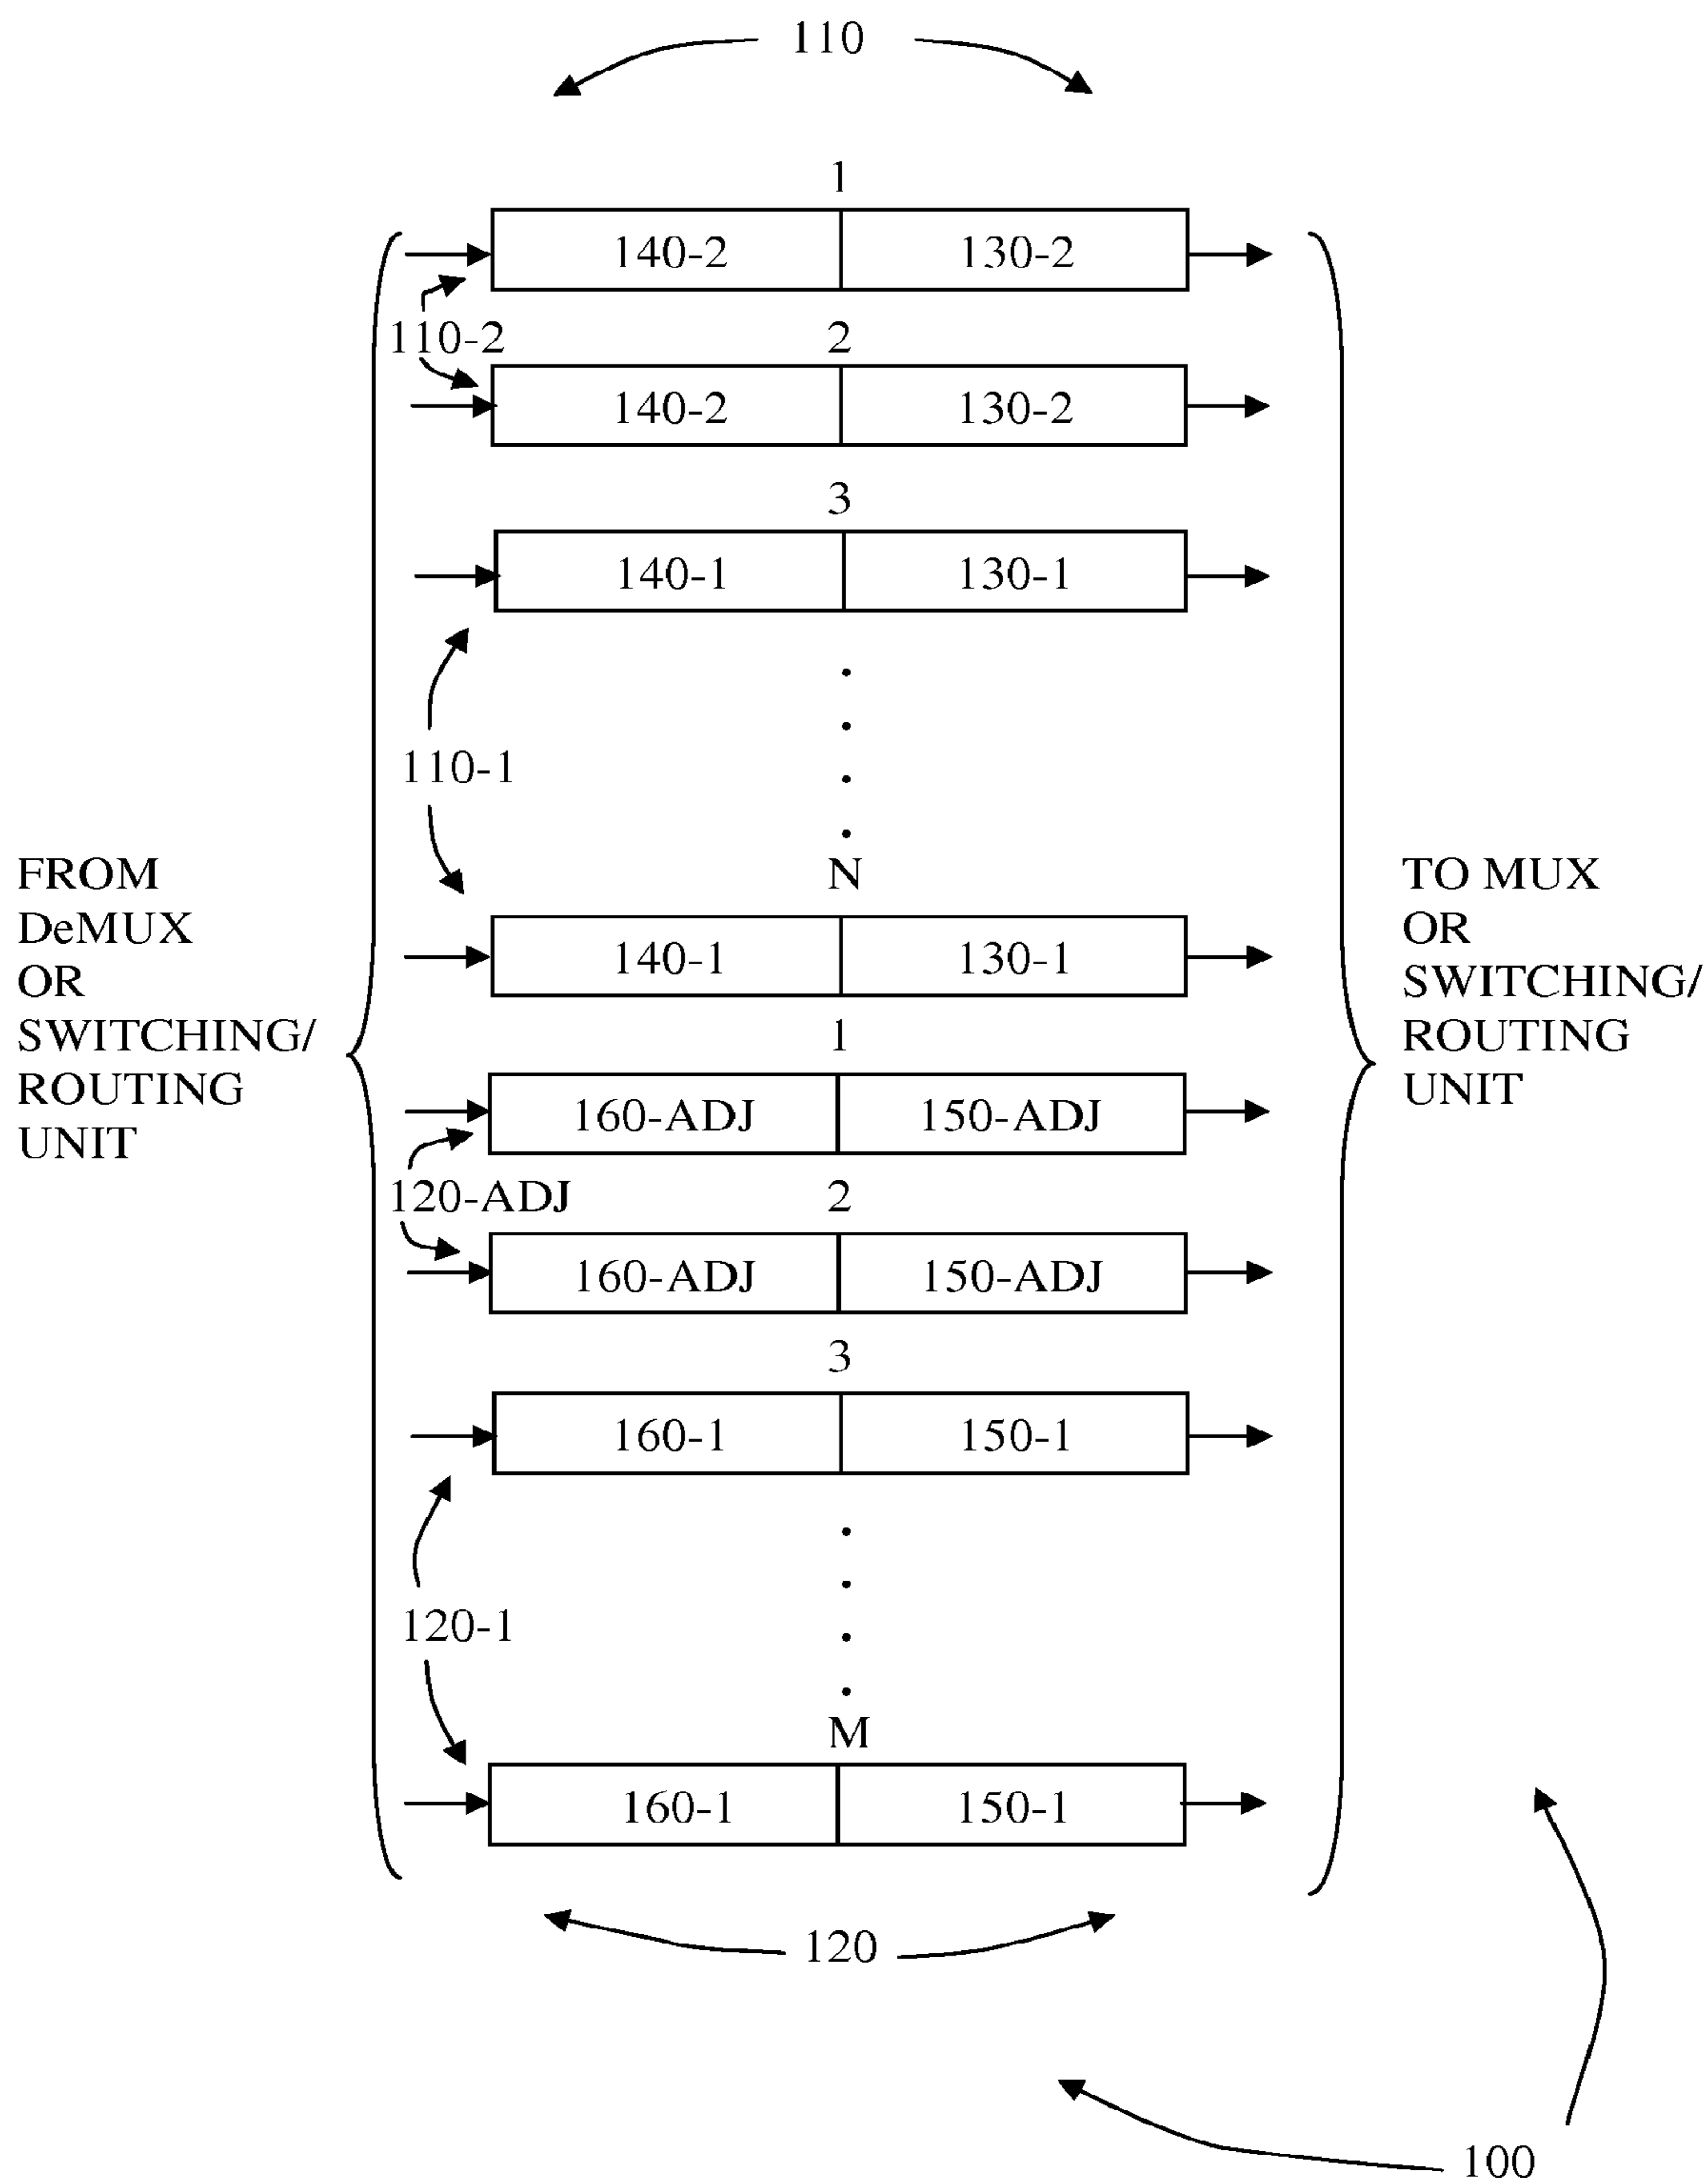 110
1
140-2 130-2
110-2 2
140-2 130-2
3
140-1 130-1
110-1
N
140-1 130-1
FROM
DeMUX
OR
SWITCHING/
ROUTING
UNIT
TO MUX
OR
SWITCHING/
ROUTING
UNIT
1
160-ADJ 150-ADJ
120-ADJ 2
160-ADJ 150-ADJ
3
160-1 150-1
120-1
M
160-1 150-1
120
100